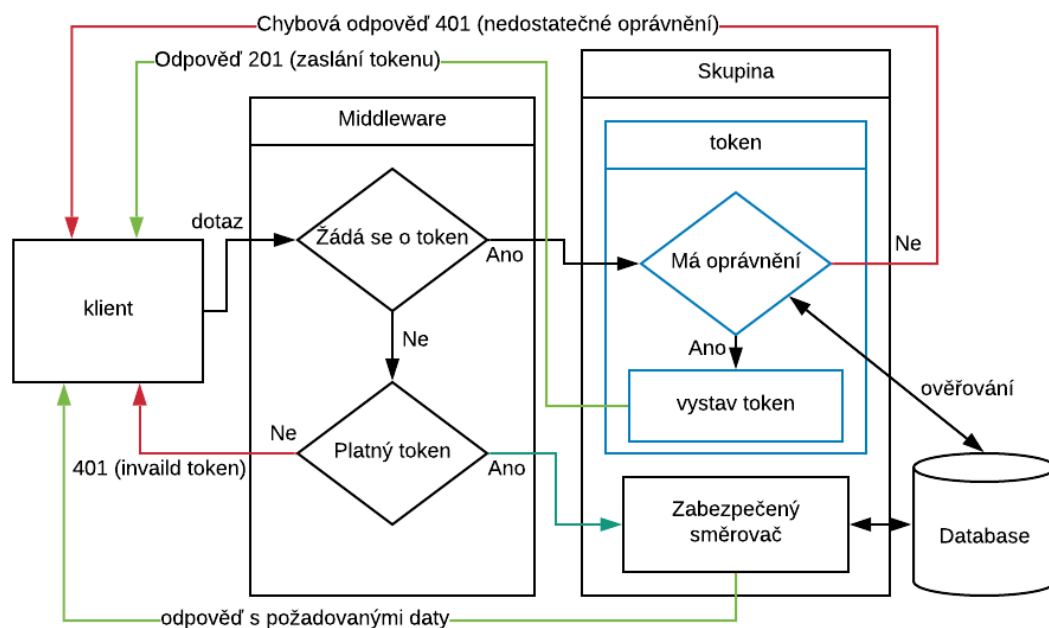 Chybová odpověď 401 (nedostatečné oprávnění)
Odpověď 201 (zaslání tokenu)
Skupina
Middleware
token
dotaz
Žádá se o token
Ano
Má oprávnění
Ne
klient
Ne
Ano
vystav token
ověřování
Ne
Platný token
Ano
401 (invaild token)
Zabezpečený
směrovač
Database
odpověď s požadovanými daty